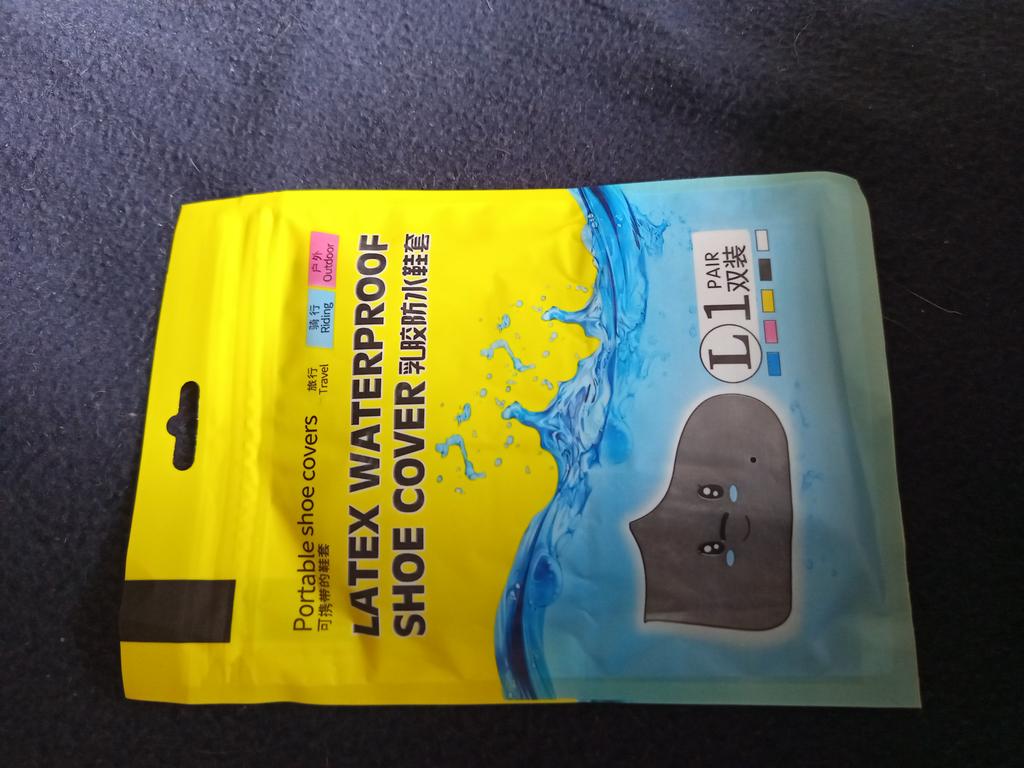 Portable shoe covers 旅行 骑行 户外
可携带的鞋套 Travel Riding Outdoor
LATEX WATERPROOF
SHOE COVER 乳胶防水鞋套
L 1 PAIR
双装